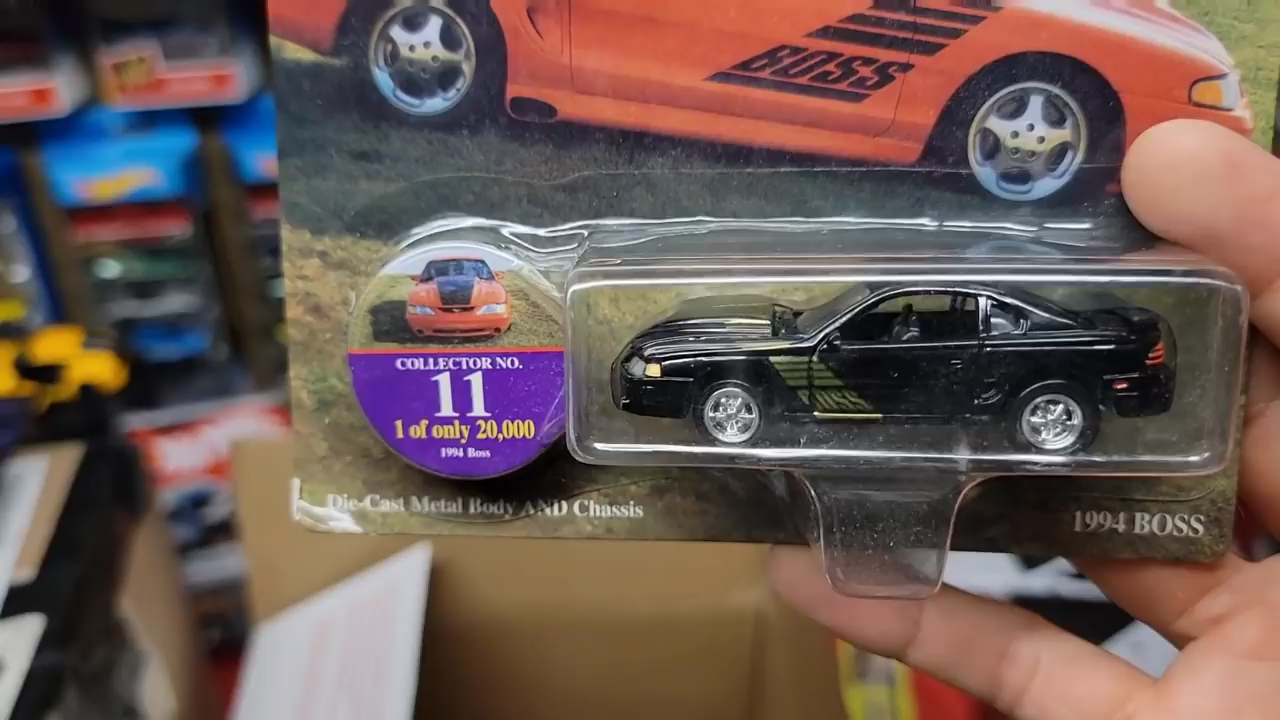 BOSS
COLLECTOR NO.
11
1 of only 20,000
1994 Boss
BOSS
Die-Cast Metal Body AND Chassis
1994 BOSS